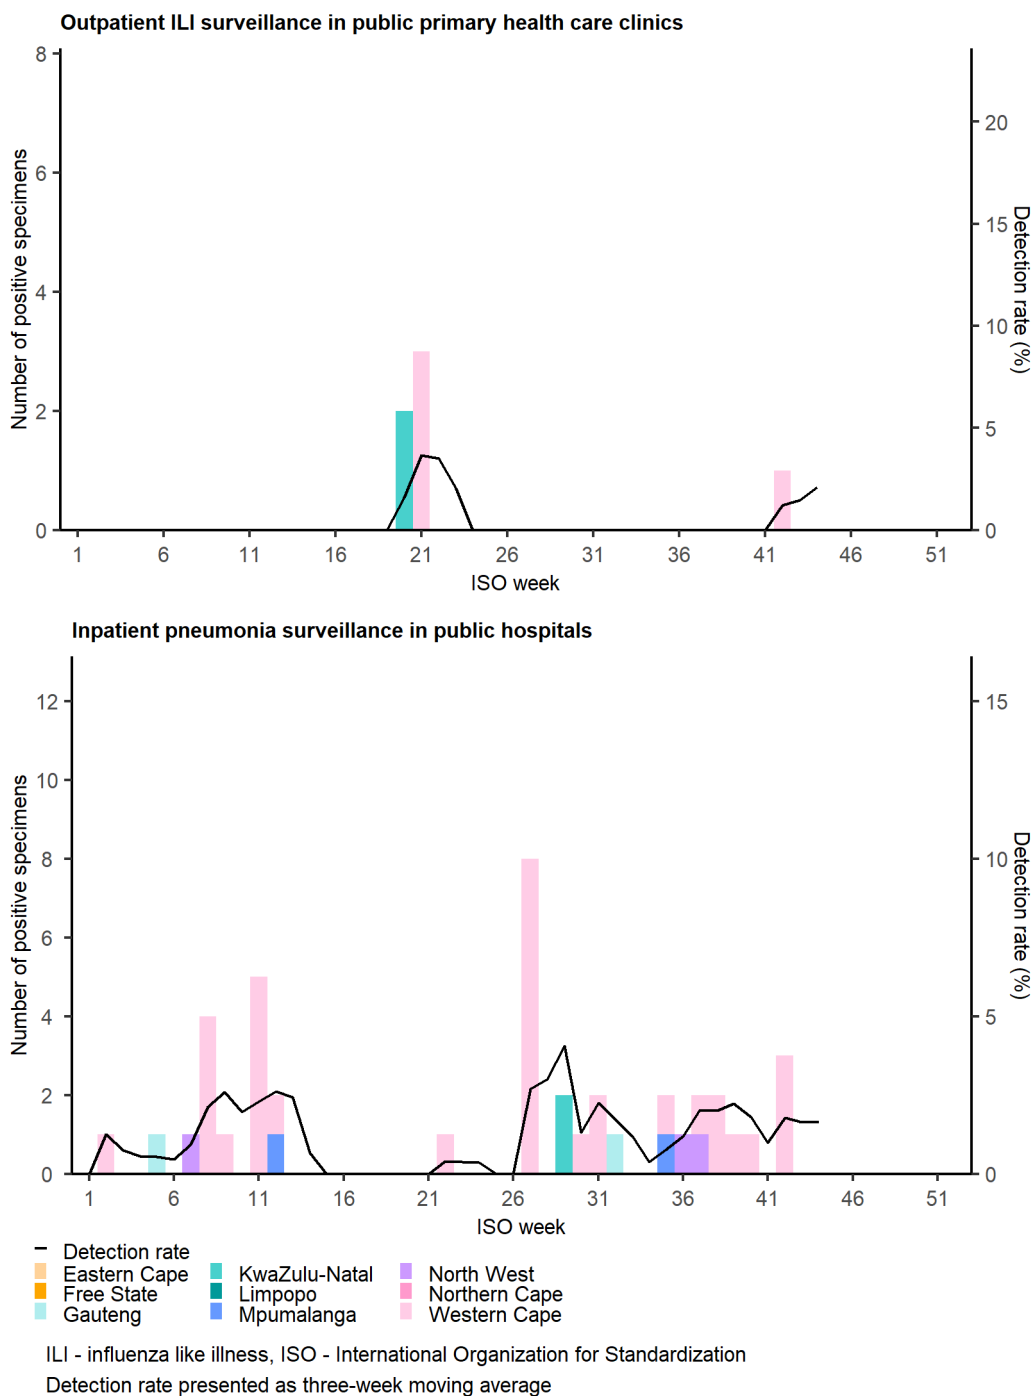 Outpatient ILI surveillance in public primary health care clinics
8
6
4
2
0
Number of positive specimens
20
15
10
5
0
Detection rate (%)
1 6 11 16 21 26 31 36 41 46 51
ISO week
Inpatient pneumonia surveillance in public hospitals
12
10
8
6
4
2
0
Number of positive specimens
15
10
5
0
Detection rate (%)
1 6 11 16 21 26 31 36 41 46 51
ISO week
Detection rate
Eastern Cape KwaZulu-Natal North West
Free State Limpopo Northern Cape
Gauteng Mpumalanga Western Cape
ILI - influenza like illness, ISO - International Organization for Standardization
Detection rate presented as three-week moving average